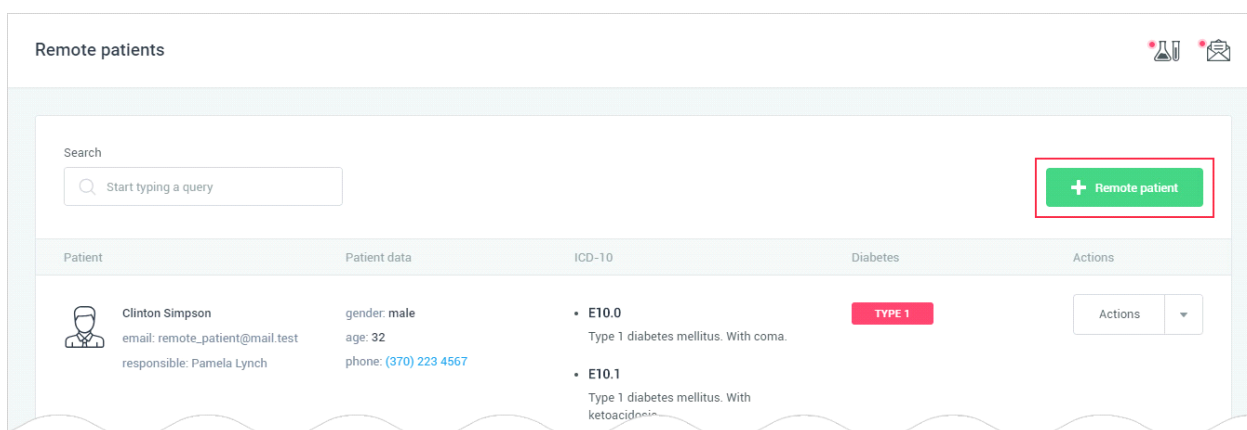 Remote patients
Search
Start typing a query
Remote patient
Patient
Patient data
ICD-10
Diabetes
Actions
Clinton Simpson
email: remote_patient@mail.test
responsible: Pamela Lynch
gender: male
age: 32
phone: (370) 223 4567
• E10.0
Type 1 diabetes mellitus. With coma.
• E10.1
Type 1 diabetes mellitus. With
ketoacidosis
TYPE 1
Actions